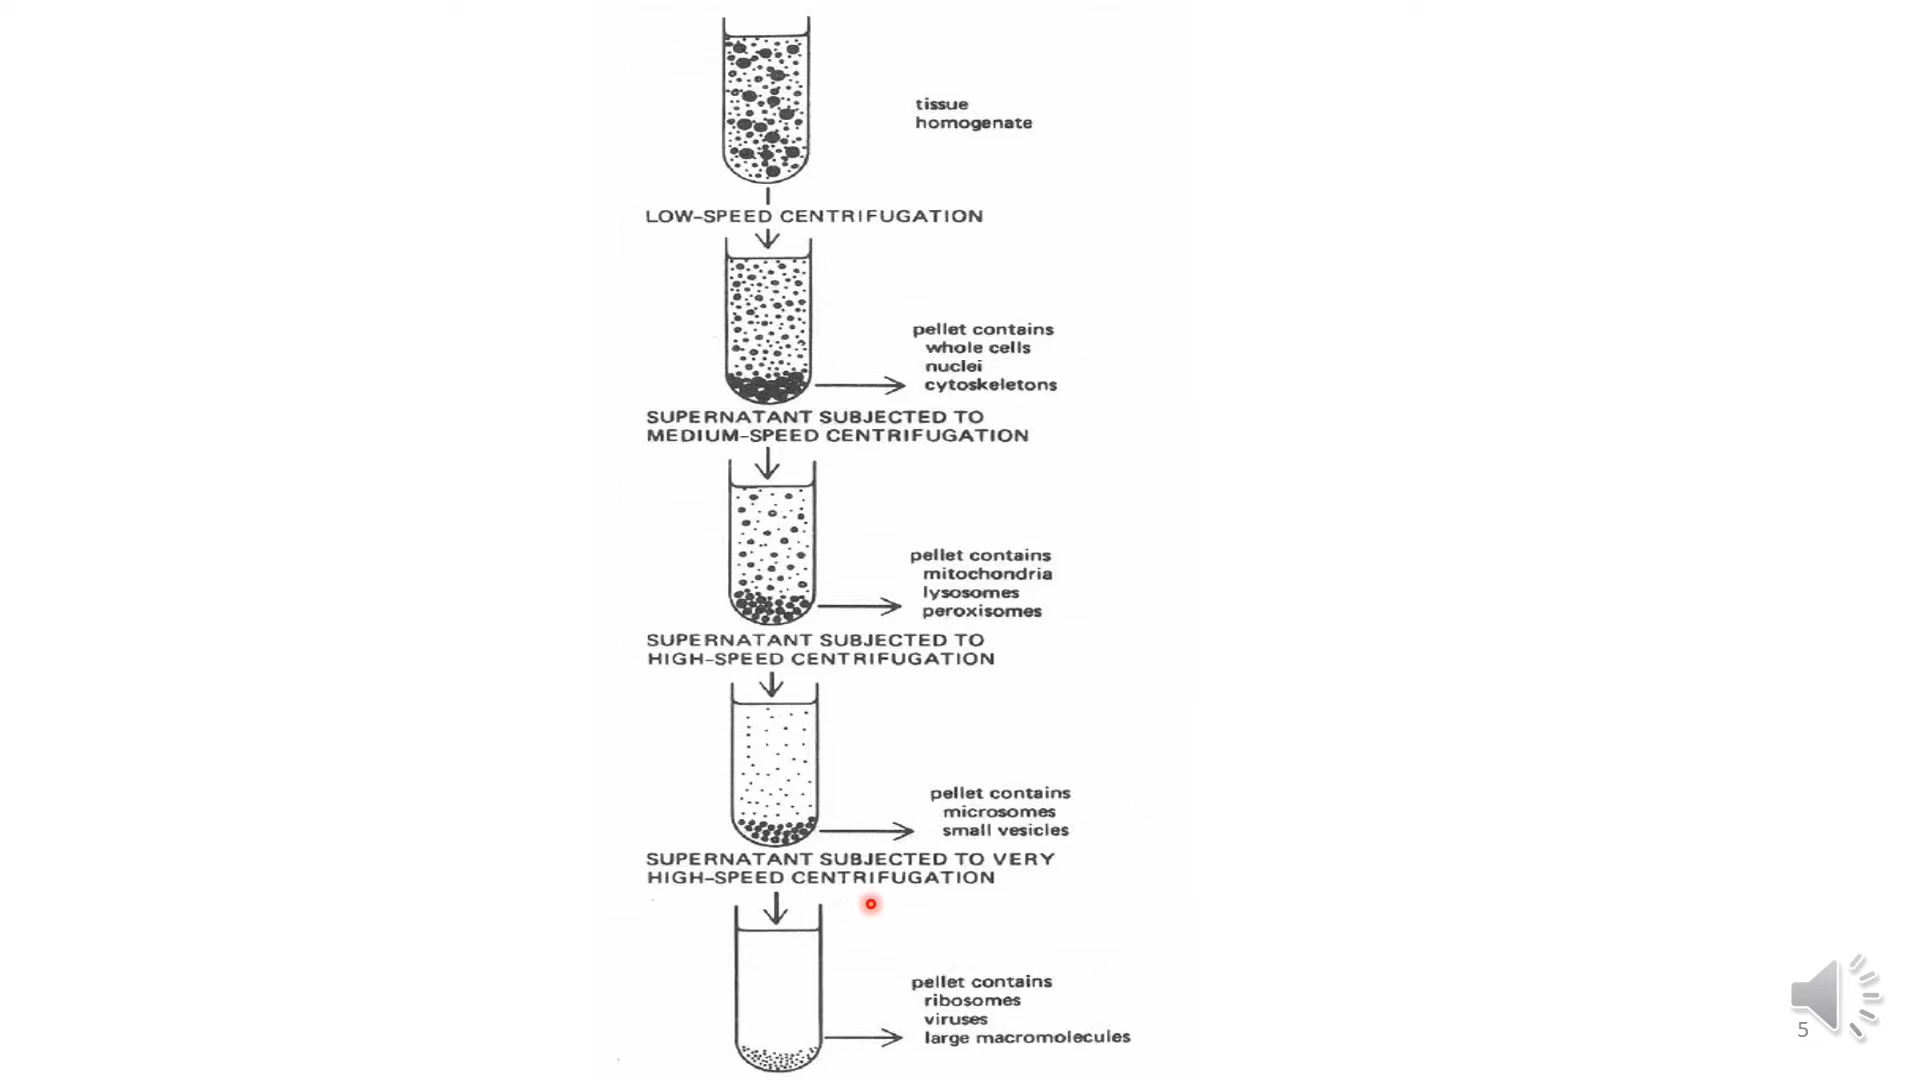 tissue
homogenate
LOW-SPEED CENTRIFUGATION
pellet contains
whole cells
nuclei
cytoskeletons
SUPERNATANT SUBJECTED TO
MEDIUM-SPEED CENTRIFUGATION
pellet contains
mitochondria
lysosomes
peroxisomes
SUPERNATANT SUBJECTED TO
HIGH-SPEED CENTRIFUGATION
pellet contains
microsomes
small vesicles
SUPERNATANT SUBJECTED TO VERY
HIGH-SPEED CENTRIFUGATION
pellet contains
ribosomes
viruses
large macromolecules
5